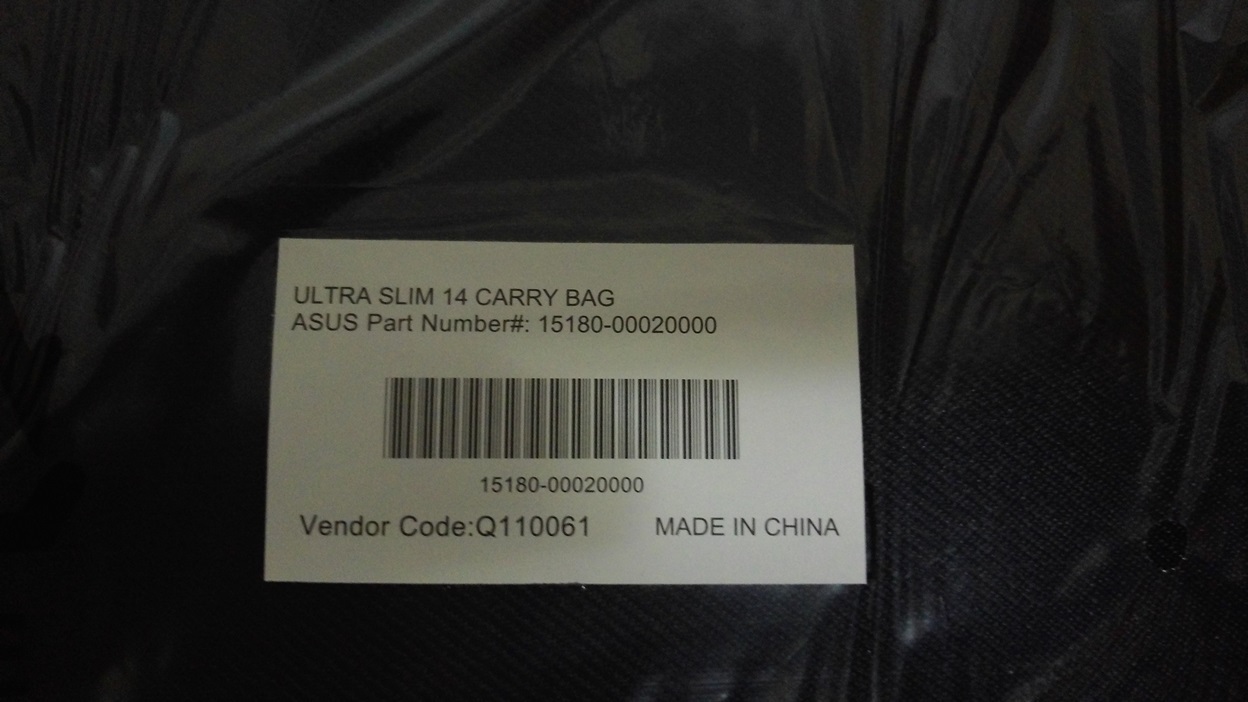 ULTRA SLIM 14 CARRY BAG
ASUS Part Number#: 15180-00020000
15180-00020000
Vendor Code:Q110061 MADE IN CHINA